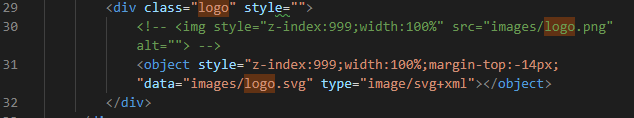 29 <div class="logo" style="">
30 <!-- <img style="z-index:999;width:100%" src="images/logo.png"
alt=""> -->
31 <object style="z-index:999;width:100%;margin-top:-14px;
"data="images/logo.svg" type="image/svg+xml"></object>
32 </div>